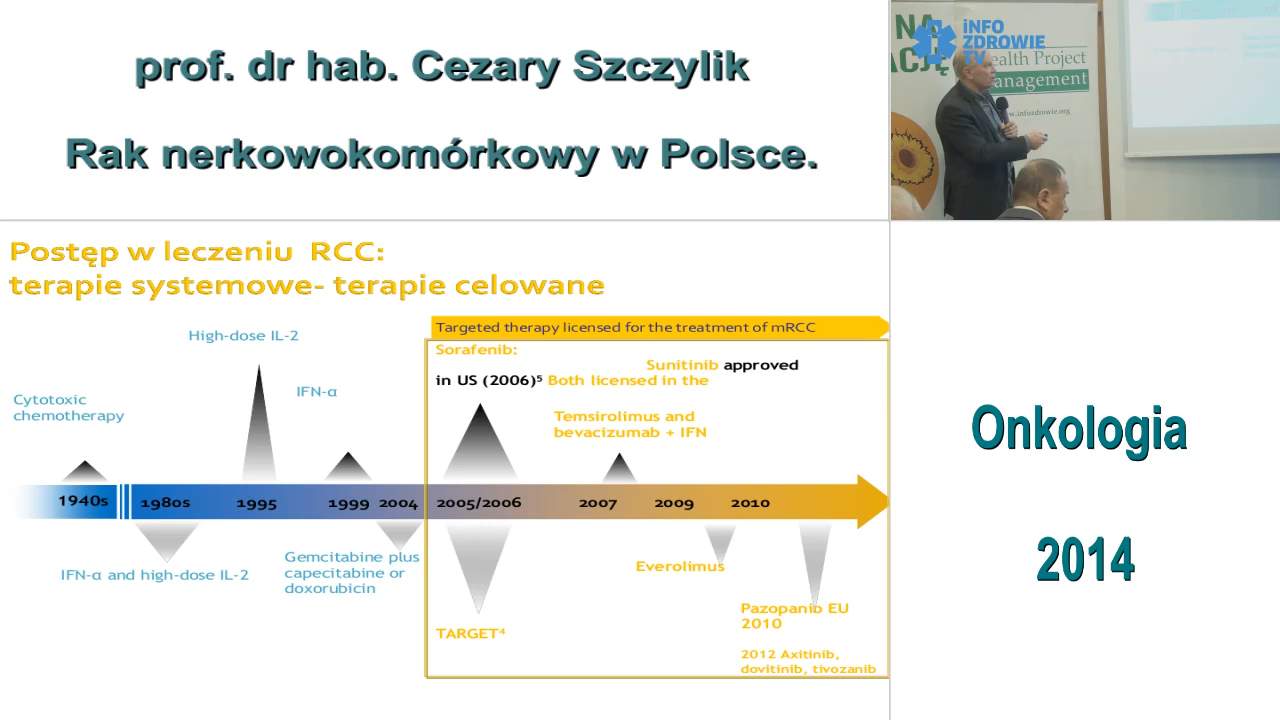 prof. dr hab. Cezary Szczylik
Rak nerkowokomórkowy w Polsce.
NA
iNFO
ZDROWIE
TV
ealth Project
anagement
www.infozdrowie.org
Postęp w leczeniu RCC:
terapie systemowe- terapie celowane
Targeted therapy licensed for the treatment of mRCC
High-dose IL-2
Sorafenib:
Sunitinib approved
in US (2006)⁵ Both licensed in the
IFN-α
Cytotoxic
chemotherapy
Temsirolimus and
bevacizumab + IFN
1940s 1980s 1995 1999 2004 2005/2006 2007 2009 2010
IFN-α and high-dose IL-2
Gemcitabine plus
capecitabine or
doxorubicin
Everolimus
TARGET⁴
Pazopanib EU
2010
2012 Axitinib,
dovitinib, tivozanib
Onkologia
2014